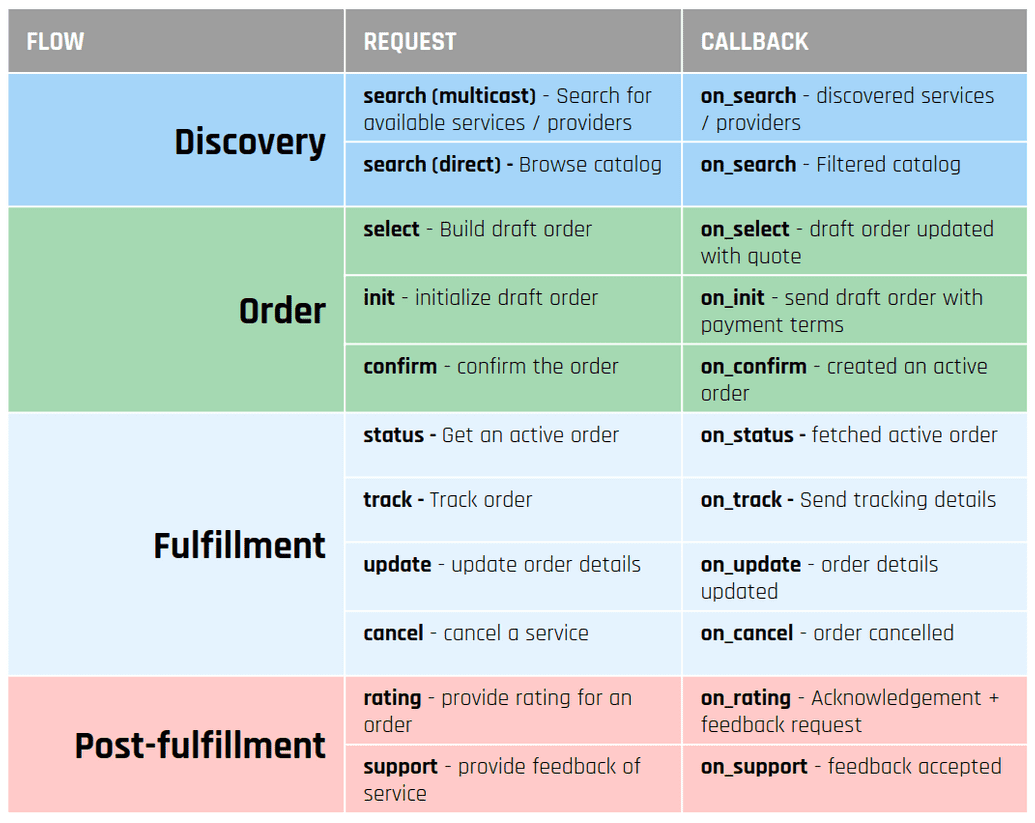 FLOW
REQUEST
CALLBACK
Discovery
search (multicast) - Search for
available services / providers
on_search - discovered services
/ providers
search (direct) - Browse catalog
on_search - Filtered catalog
Order
select - Build draft order
on_select - draft order updated
with quote
init - initialize draft order
on_init - send draft order with
payment terms
confirm - confirm the order
on_confirm - created an active
order
Fulfillment
status - Get an active order
on_status - fetched active order
track - Track order
on_track - Send tracking details
update - update order details
on_update - order details
updated
cancel - cancel a service
on_cancel - order cancelled
Post-fulfillment
rating - provide rating for an
order
on_rating - Acknowledgement +
feedback request
support - provide feedback of
service
on_support - feedback accepted